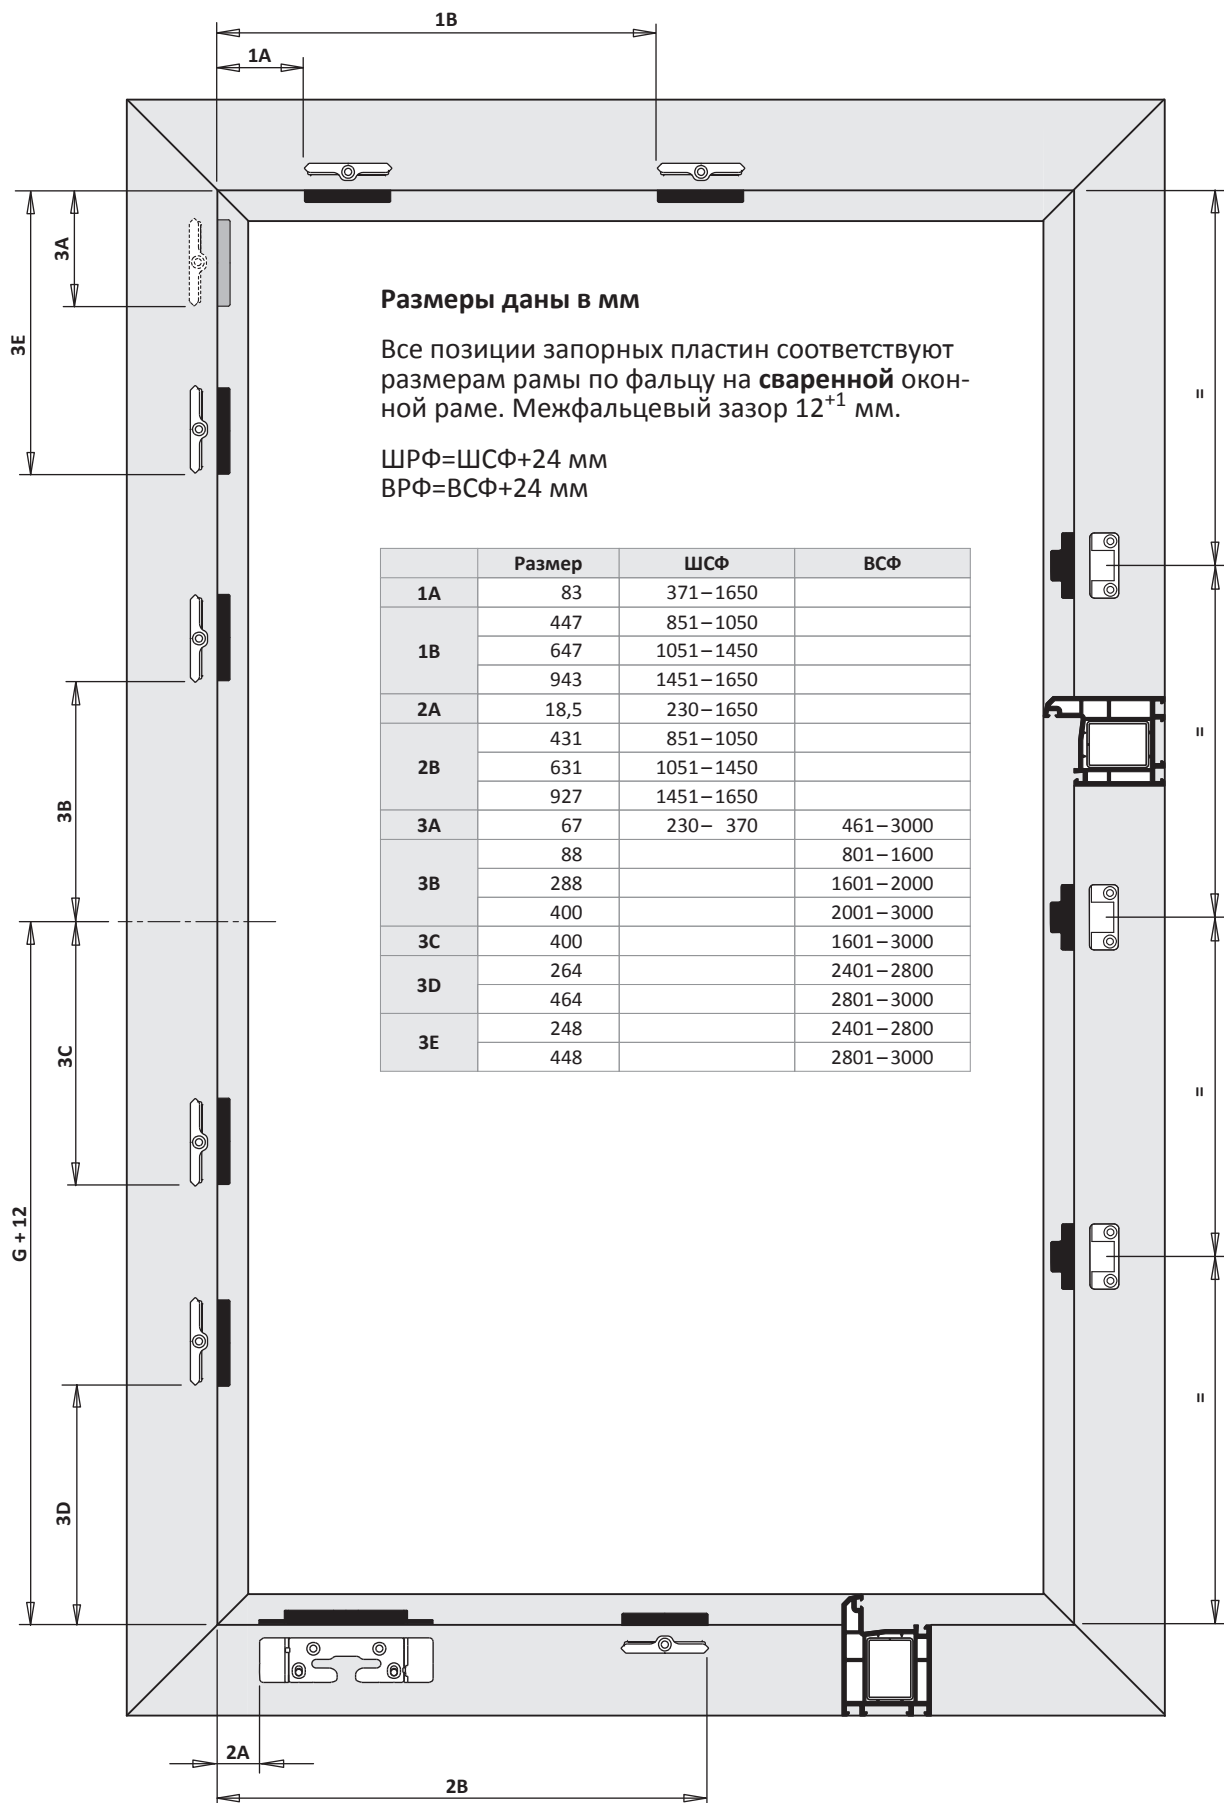 1B
1A
3A
3E
Размеры даны в мм
Все позиции запорных пластин соответствуют
размерам рамы по фальцу на сваренной окон-
ной раме. Межфальцевый зазор 12+1 мм.
ШРФ=ШСФ+24 мм
ВРФ=ВСФ+24 мм
Размер ШСФ ВСФ
1A 83 371–1650
1B 447 851–1050
647 1051–1450
943 1451–1650
2A 18,5 230–1650
2B 431 851–1050
631 1051–1450
927 1451–1650
3A 67 230– 370 461–3000
3B 88 801–1600
288 1601–2000
400 2001–3000
3C 400 1601–3000
3D 264 2401–2800
464 2801–3000
3E 248 2401–2800
448 2801–3000
=
=
=
=
3B
3C
G + 12
3D
2A
2B